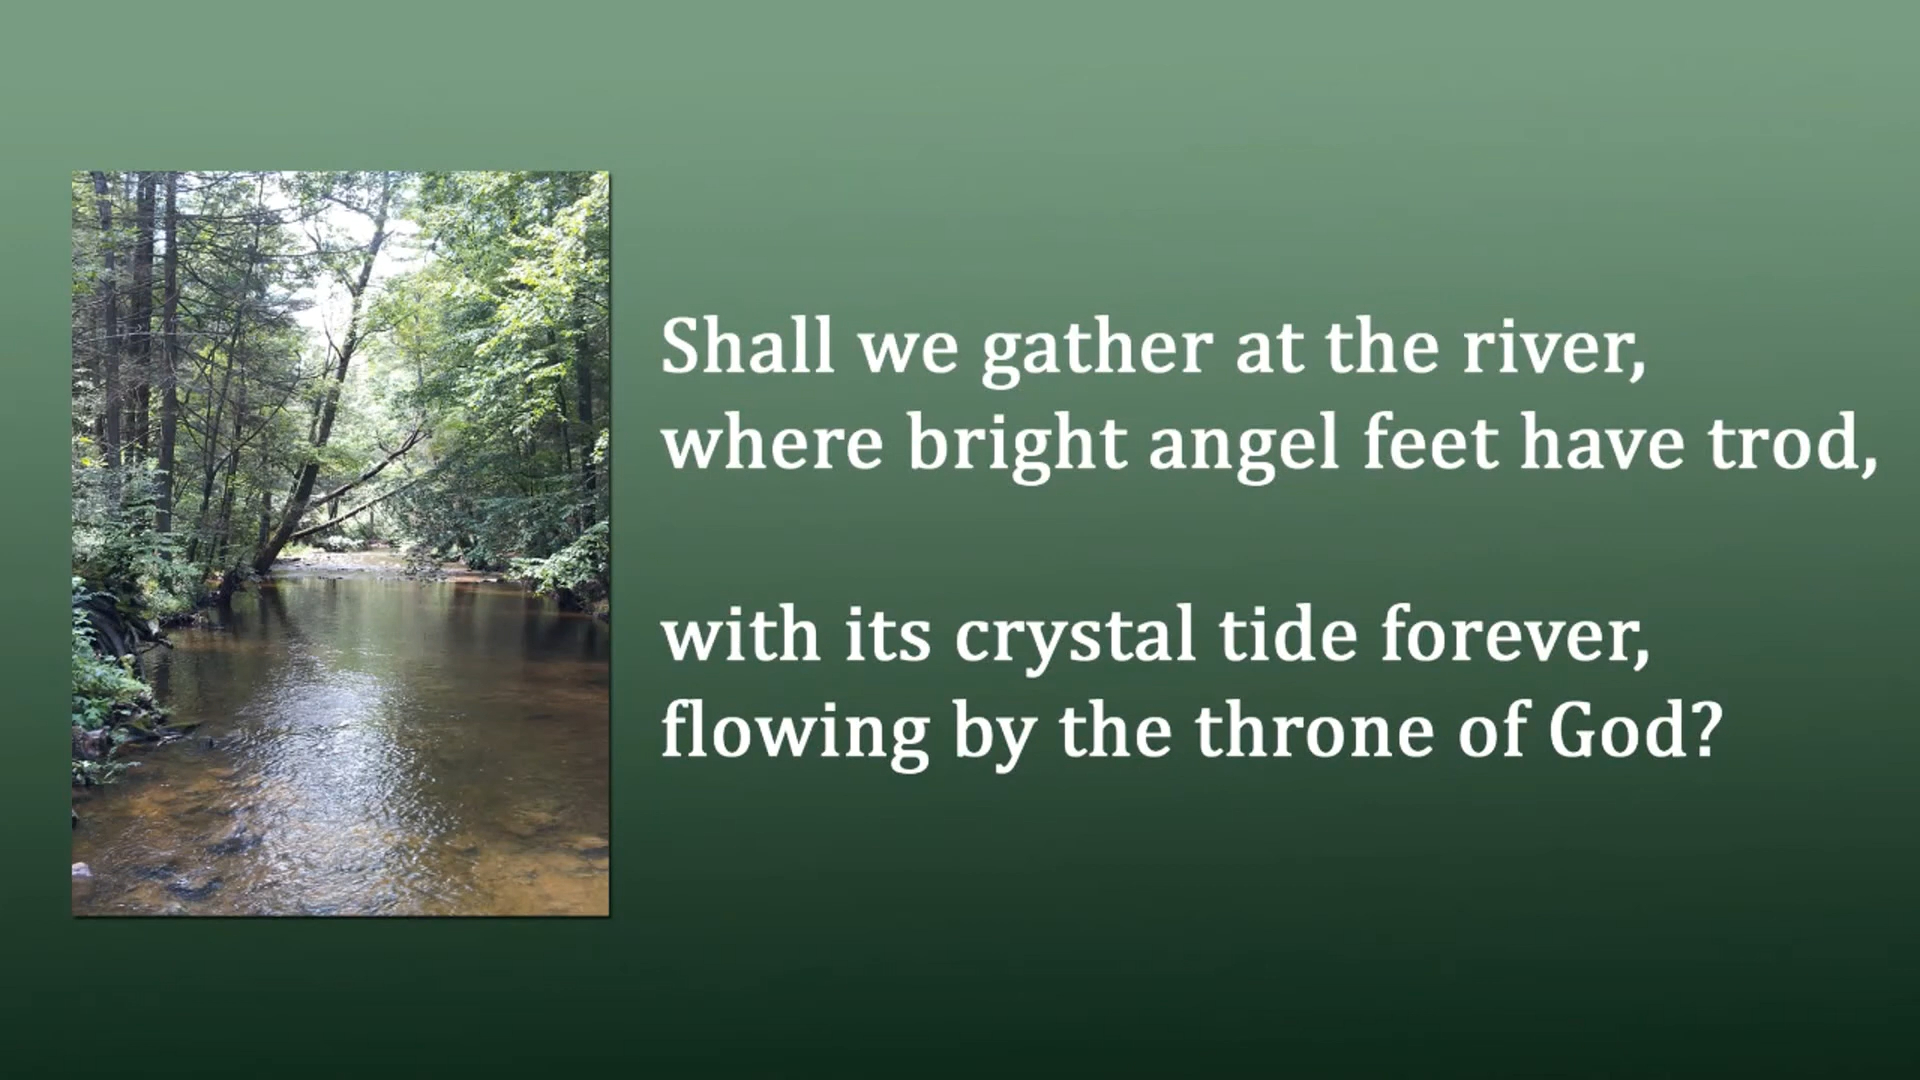 Shall we gather at the river,
where bright angel feet have trod,
with its crystal tide forever,
flowing by the throne of God?